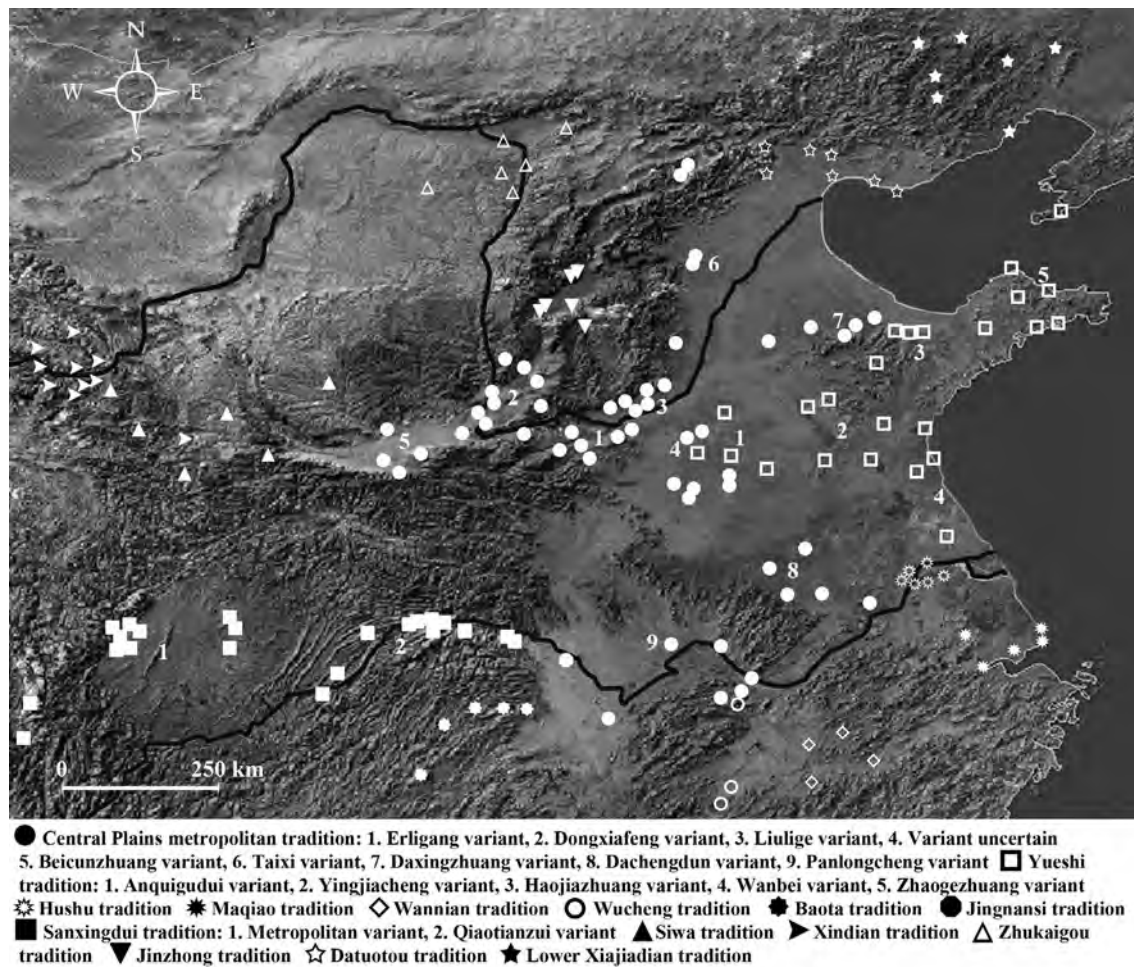 N
W E
S
6
5
7
3
2
3
5
1
4
1
2
4
8
9
1
2
0 250 km
Central Plains metropolitan tradition: 1. Erligang variant, 2. Dongxiafeng variant, 3. Liulige variant, 4. Variant uncertain
5. Beicunzhuang variant, 6. Taixi variant, 7. Daxingzhuang variant, 8. Dachengdun variant, 9. Panlongcheng variant Yueshi
tradition: 1. Anquigudui variant, 2. Yingjiacheng variant, 3. Haojiazhuang variant, 4. Wanbei variant, 5. Zhaogezhuang variant
Hushu tradition Maqiao tradition Wannian tradition Wucheng tradition Baota tradition Jingnansi tradition
Sanxingdui tradition: 1. Metropolitan variant, 2. Qiaotianzui variant Siwa tradition Xindian tradition Zhukaigou
tradition Jinzhong tradition Datuotou tradition Lower Xiajiadian tradition